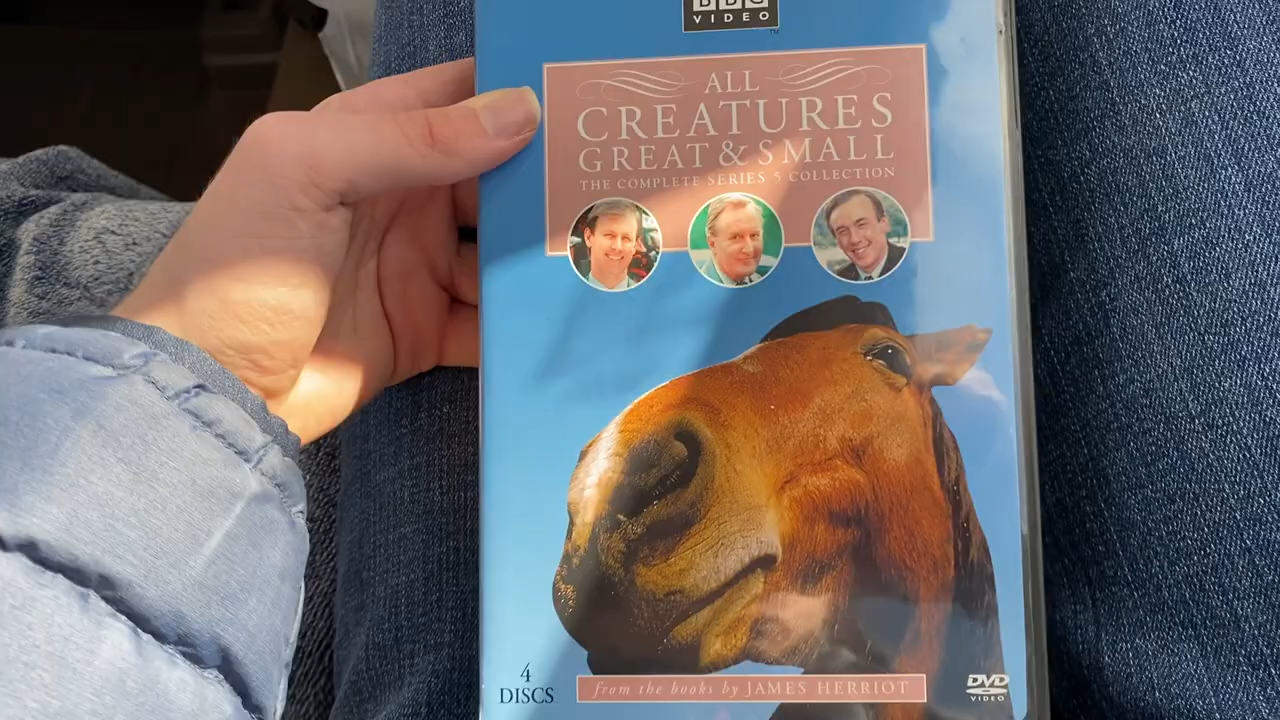 BBC
VIDEO
TM
ALL
CREATURES
GREAT & SMALL
THE COMPLETE SERIES 5 COLLECTION
4
DISCS
from the books by JAMES HERRIOT
DVD
VIDEO